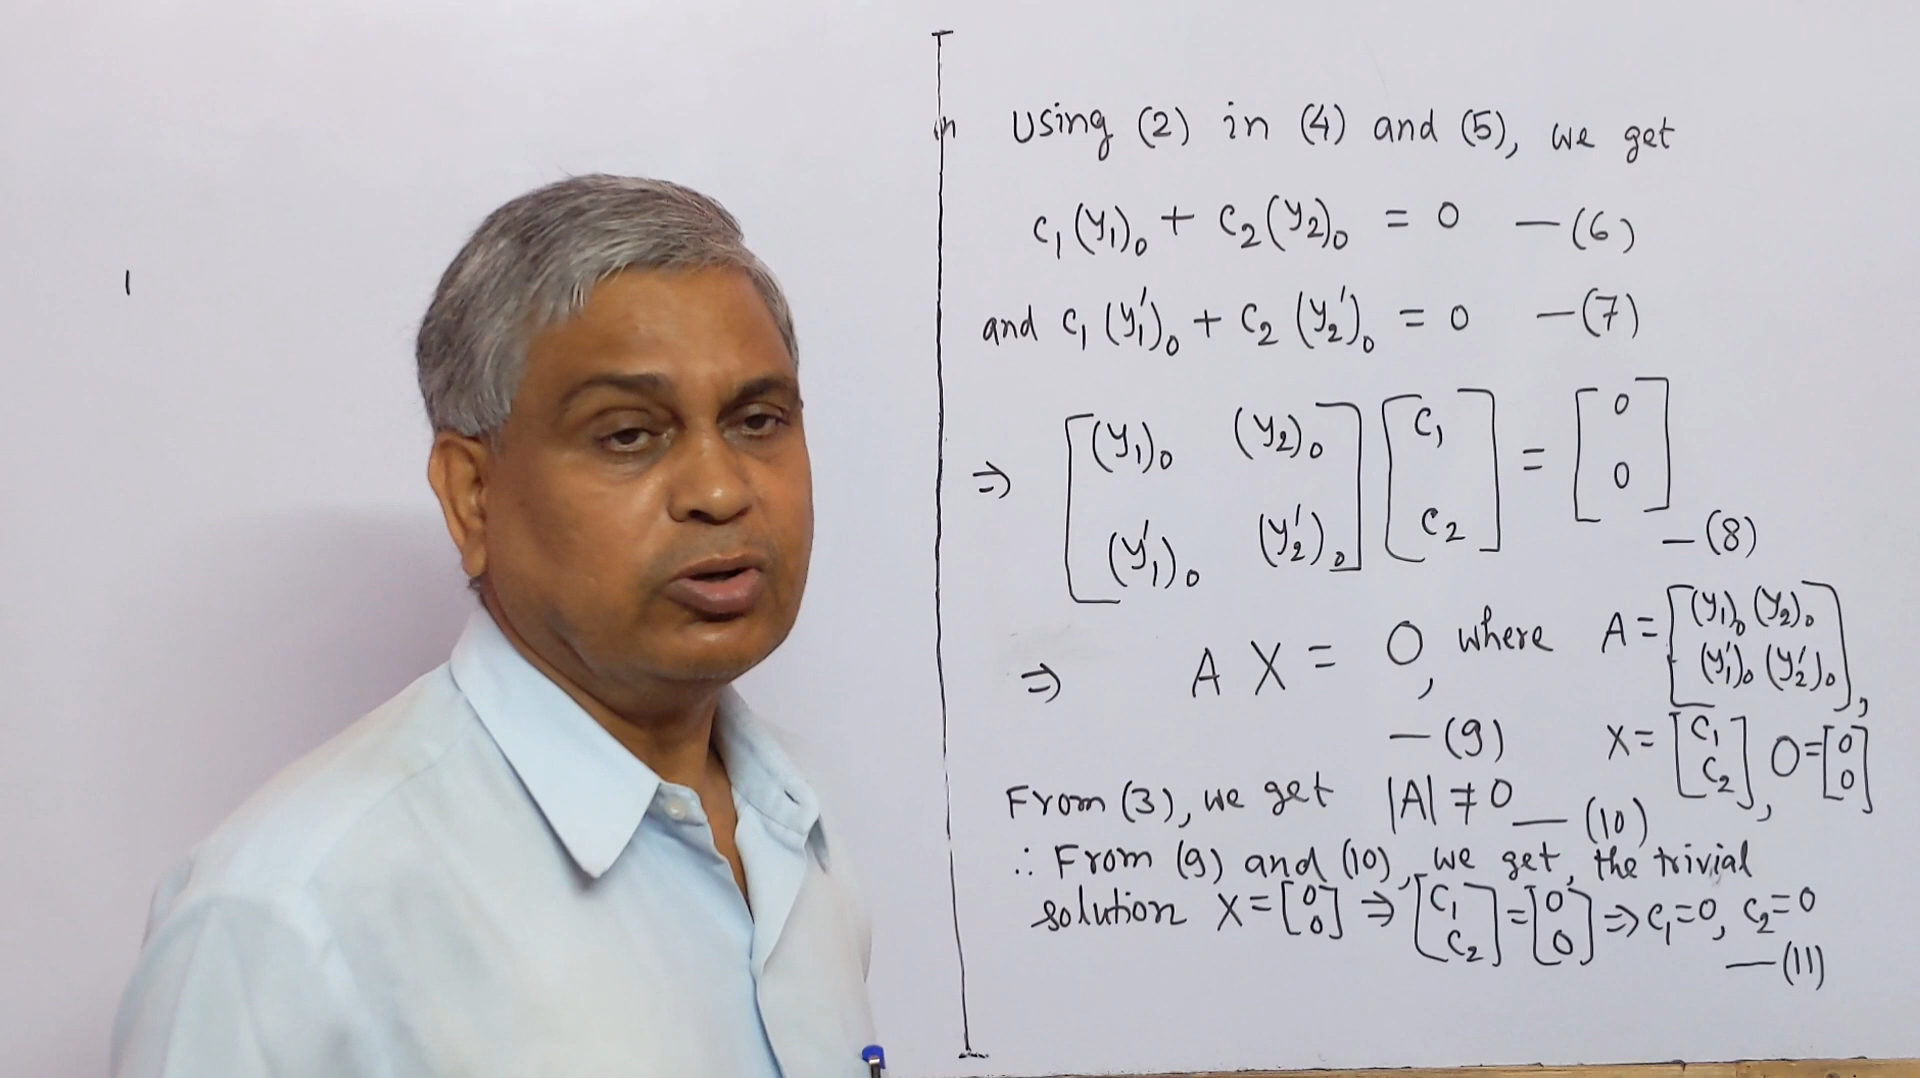 in
Using (2) in (4) and (5), we get
c₁(y₁)₀ + c₂(y₂)₀ = 0 —(6)
and c₁(y₁′)₀ + c₂(y₂′)₀ = 0 —(7)
⇒ [(y₁)₀ (y₂)₀; (y₁′)₀ (y₂′)₀] [c₁; c₂] = [0; 0] —(8)
⇒ A X = O, where A = [(y₁)₀ (y₂)₀; (y₁′)₀ (y₂′)₀],
—(9) X = [c₁; c₂], O = [0; 0]
From (3), we get |A| ≠ 0 — (10)
∴ From (9) and (10), we get, the trivial
solution X = [0; 0] ⇒ [c₁; c₂] = [0; 0] ⇒ c₁=0, c₂=0
—(11)